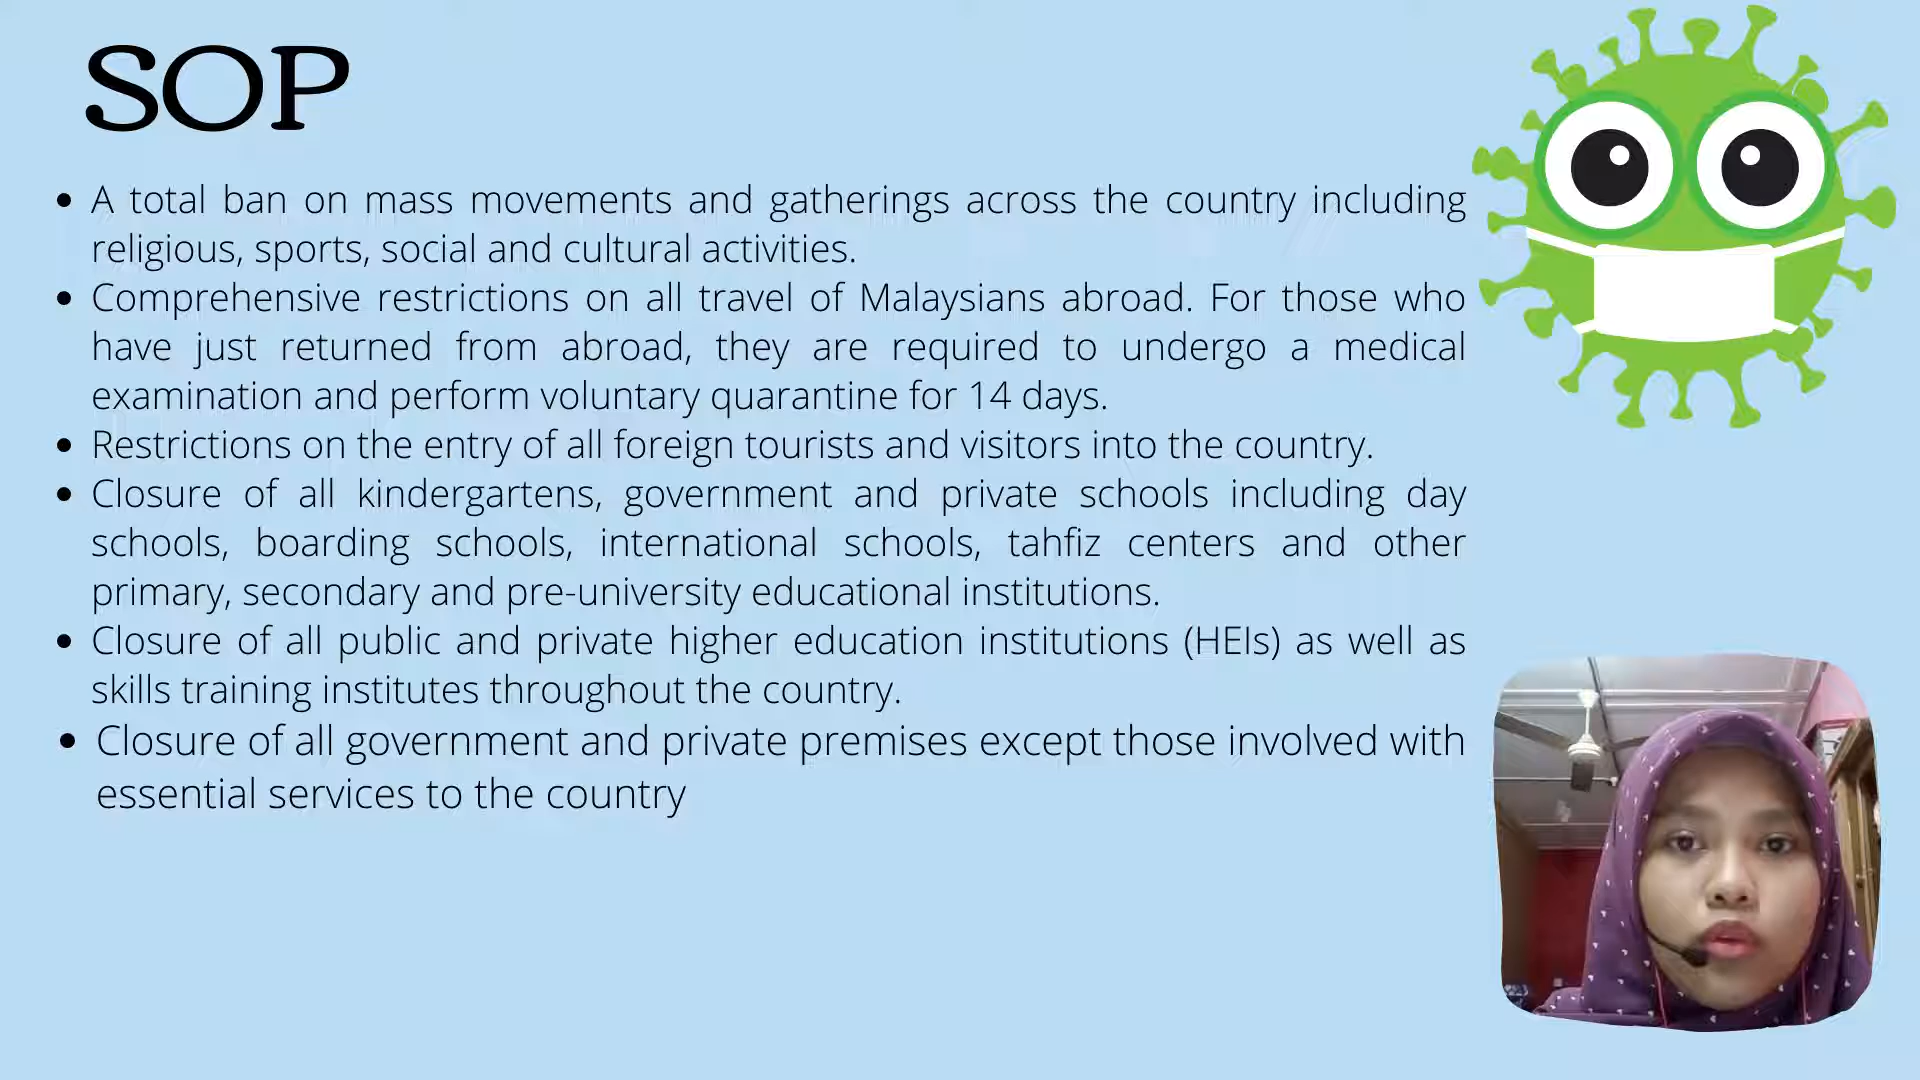 SOP
• A total ban on mass movements and gatherings across the country including
religious, sports, social and cultural activities.
• Comprehensive restrictions on all travel of Malaysians abroad. For those who
have just returned from abroad, they are required to undergo a medical
examination and perform voluntary quarantine for 14 days.
• Restrictions on the entry of all foreign tourists and visitors into the country.
• Closure of all kindergartens, government and private schools including day
schools, boarding schools, international schools, tahfiz centers and other
primary, secondary and pre-university educational institutions.
• Closure of all public and private higher education institutions (HEIs) as well as
skills training institutes throughout the country.
• Closure of all government and private premises except those involved with
essential services to the country